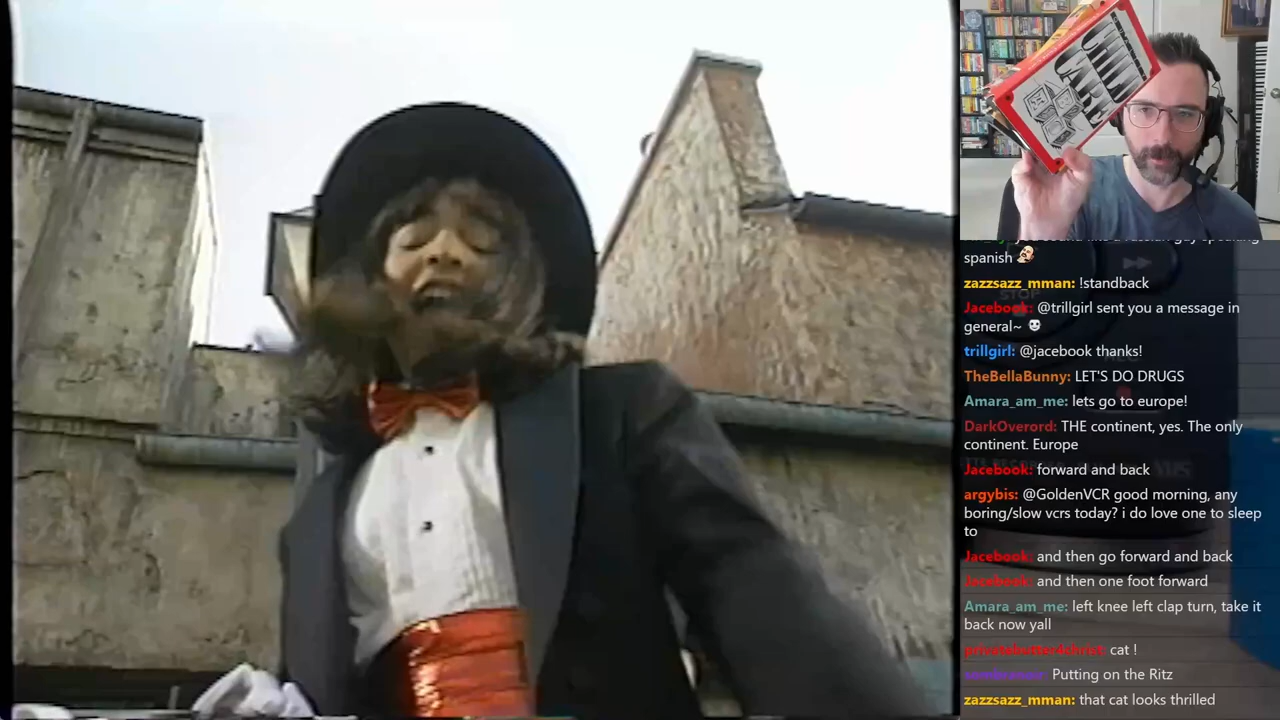 spanish
zazzsazz_mman: !standback
Jacebook: @trillgirl sent you a message in
general~
trillgirl: @jacebook thanks!
TheBellaBunny: LET'S DO DRUGS
Amara_am_me: lets go to europe!
DarkOverord: THE continent, yes. The only
continent. Europe
Jacebook: forward and back
argybis: @GoldenVCR good morning, any
boring/slow vcrs today? i do love one to sleep
to
Jacebook: and then go forward and back
Jacebook: and then one foot forward
Amara_am_me: left knee left clap turn, take it
back now yall
cat !
Putting on the Ritz
zazzsazz_mman: that cat looks thrilled